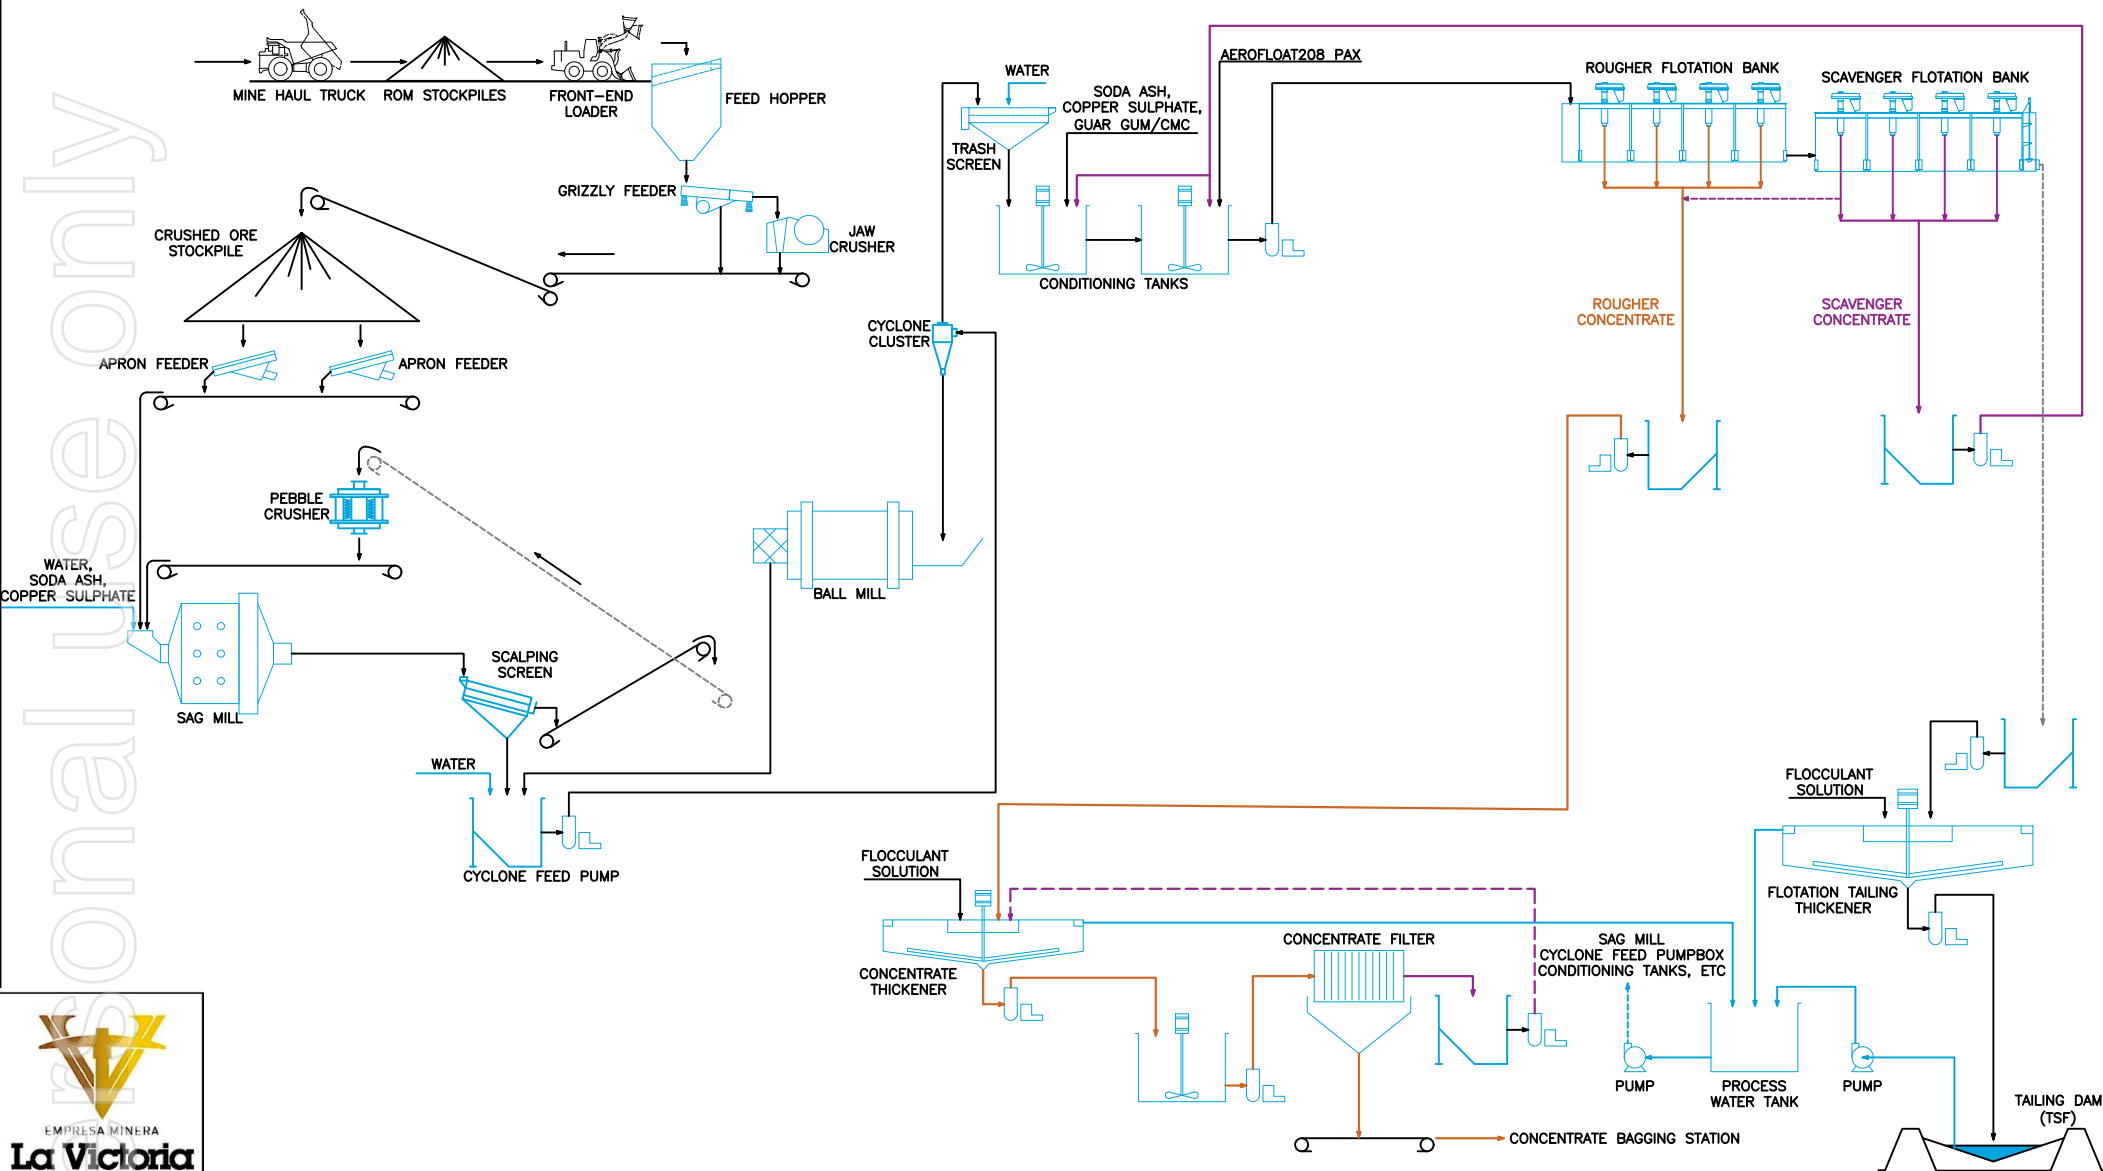 MINE HAUL TRUCK
ROM STOCKPILES
FRONT-END
LOADER
FEED HOPPER
GRIZZLY FEEDER
JAW
CRUSHER
CRUSHED ORE
STOCKPILE
APRON FEEDER
APRON FEEDER
PEBBLE
CRUSHER
WATER,
SODA ASH,
COPPER SULPHATE
SAG MILL
SCALPING
SCREEN
WATER
CYCLONE FEED PUMP
BALL MILL
CYCLONE
CLUSTER
WATER
TRASH
SCREEN
SODA ASH,
COPPER SULPHATE,
GUAR GUM/CMC
AEROFLOAT208 PAX
CONDITIONING TANKS
ROUGHER FLOTATION BANK
SCAVENGER FLOTATION BANK
ROUGHER
CONCENTRATE
SCAVENGER
CONCENTRATE
FLOCCULANT
SOLUTION
FLOTATION TAILING
THICKENER
FLOCCULANT
SOLUTION
CONCENTRATE
THICKENER
CONCENTRATE FILTER
SAG MILL
CYCLONE FEED PUMPBOX
CONDITIONING TANKS, ETC
PUMP
PROCESS
WATER TANK
PUMP
TAILING DAM
(TSF)
CONCENTRATE BAGGING STATION
EMPRESA MINERA
La Victoria
ersonal use only